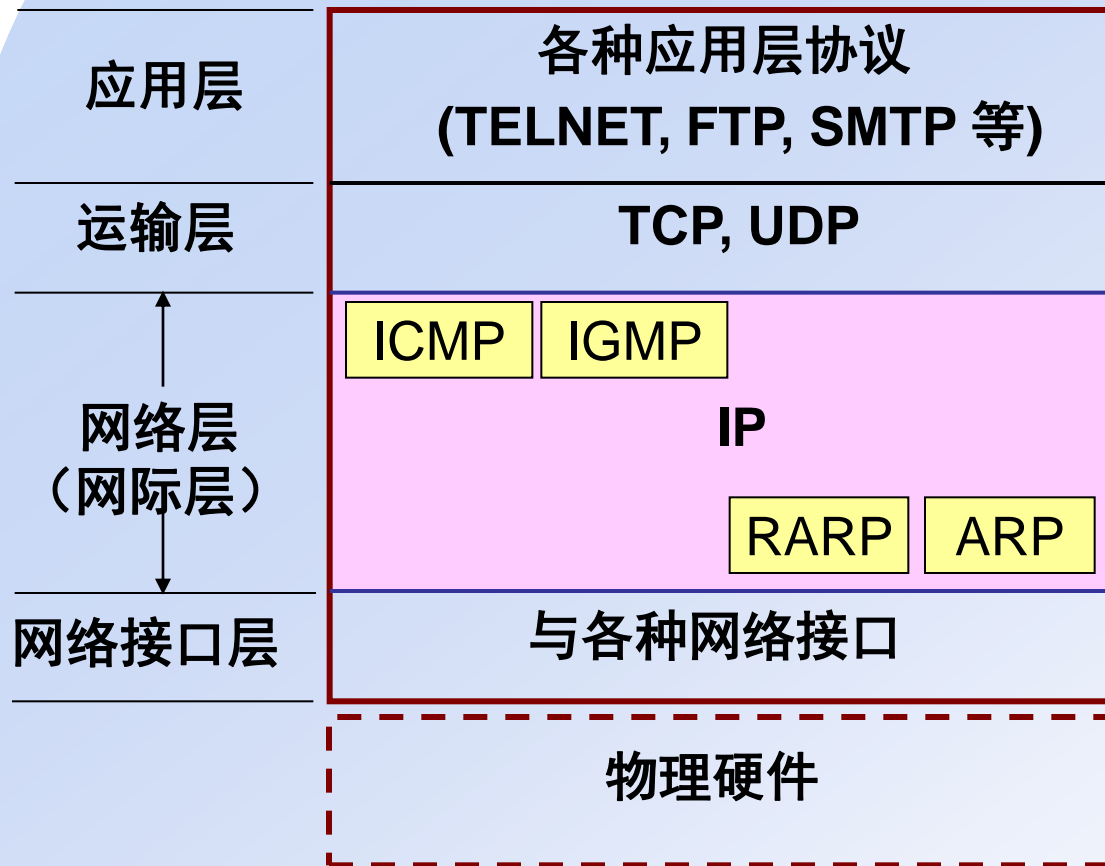 应用层
各种应用层协议
(TELNET, FTP, SMTP 等)
运输层
TCP, UDP
ICMP
IGMP
网络层
（网际层）
IP
RARP
ARP
网络接口层
与各种网络接口
物理硬件